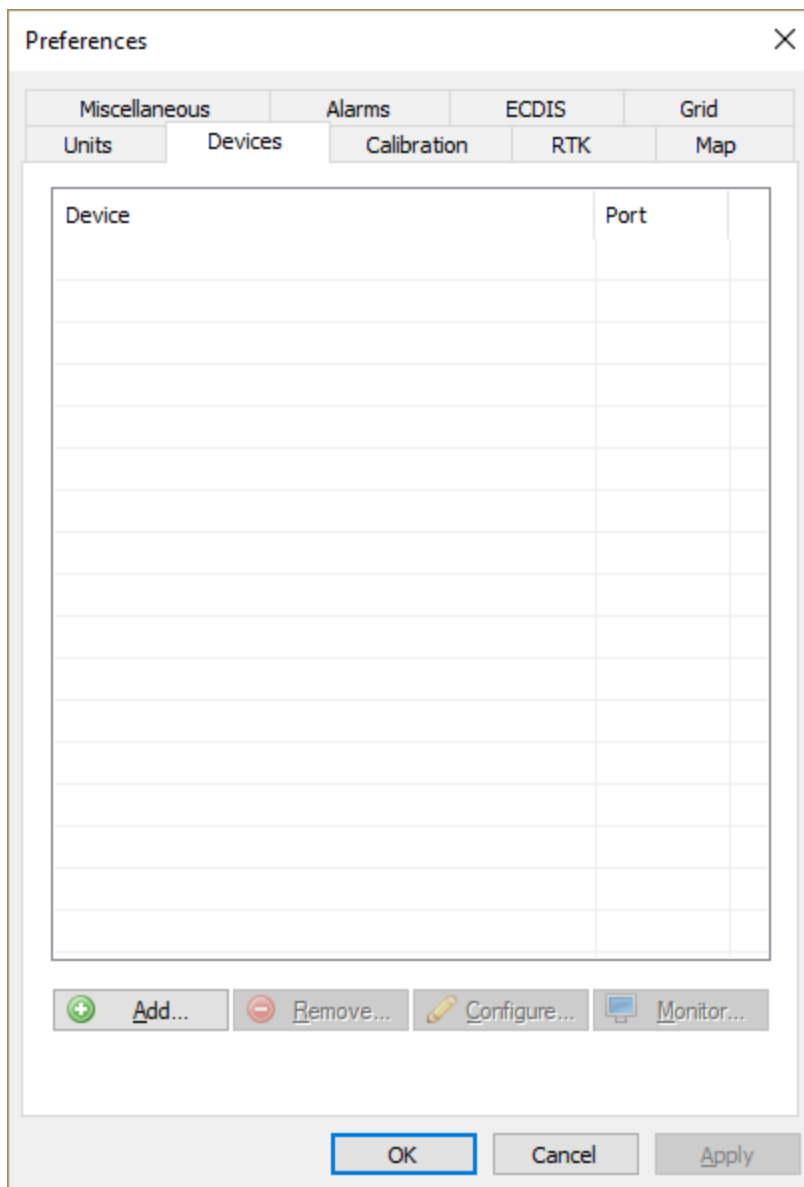 Preferences
Miscellaneous Alarms ECDIS Grid
Units Devices Calibration RTK Map
Device Port
Add... Remove... Configure... Monitor...
OK Cancel Apply